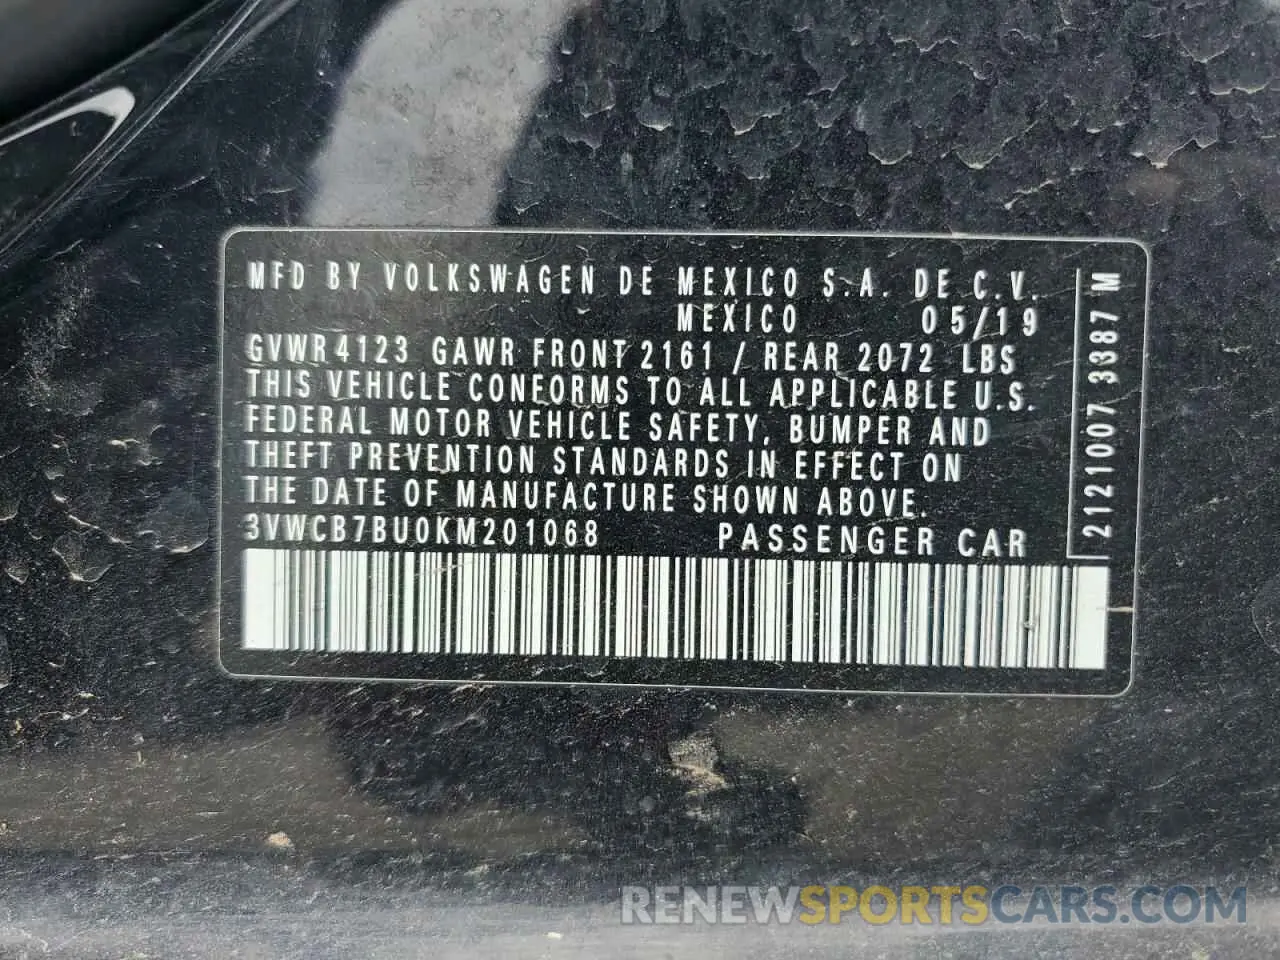 MFD BY VOLKSWAGEN DE MEXICO S.A. DE C.V.
MEXICO 05/19
GVWR 4123 GAWR FRONT 2161 / REAR 2072 LBS
THIS VEHICLE CONFORMS TO ALL APPLICABLE U.S.
FEDERAL MOTOR VEHICLE SAFETY, BUMPER AND
THEFT PREVENTION STANDARDS IN EFFECT ON
THE DATE OF MANUFACTURE SHOWN ABOVE.
3VWCB7BU0KM201068 PASSENGER CAR
2121007 3387 M
RENEWSPORTSCARS.COM